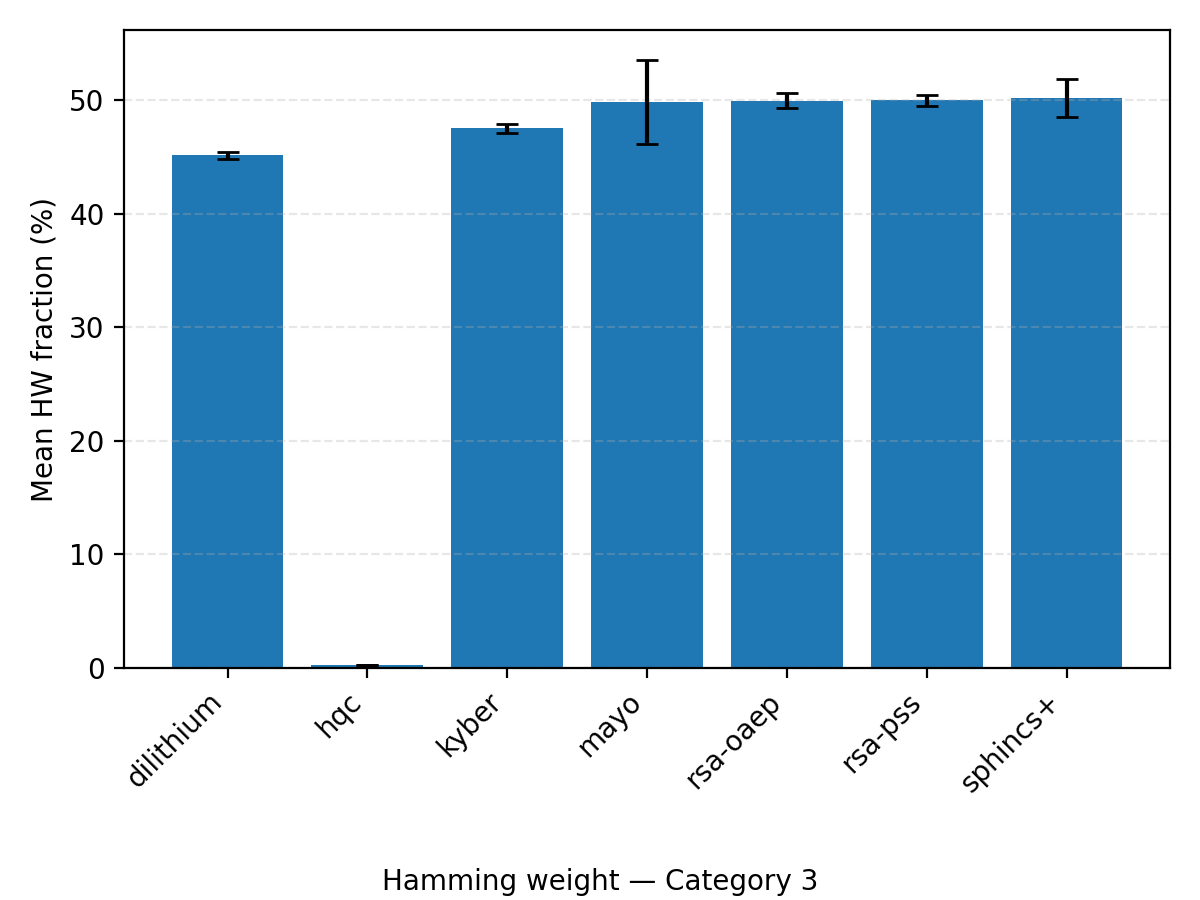 50
40
30
20
10
0
Mean HW fraction (%)
dilithium
hqc
kyber
mayo
rsa-oaep
rsa-pss
sphincs+
Hamming weight — Category 3